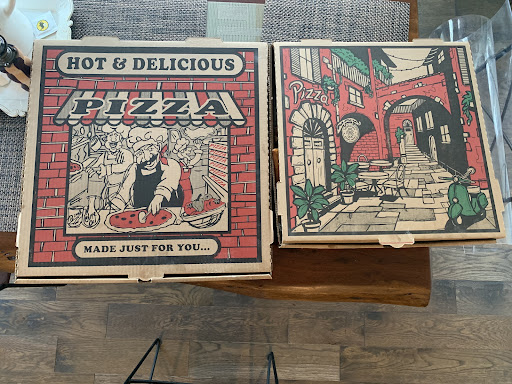 HOT & DELICIOUS
PIZZA
MADE JUST FOR YOU...
Pizza